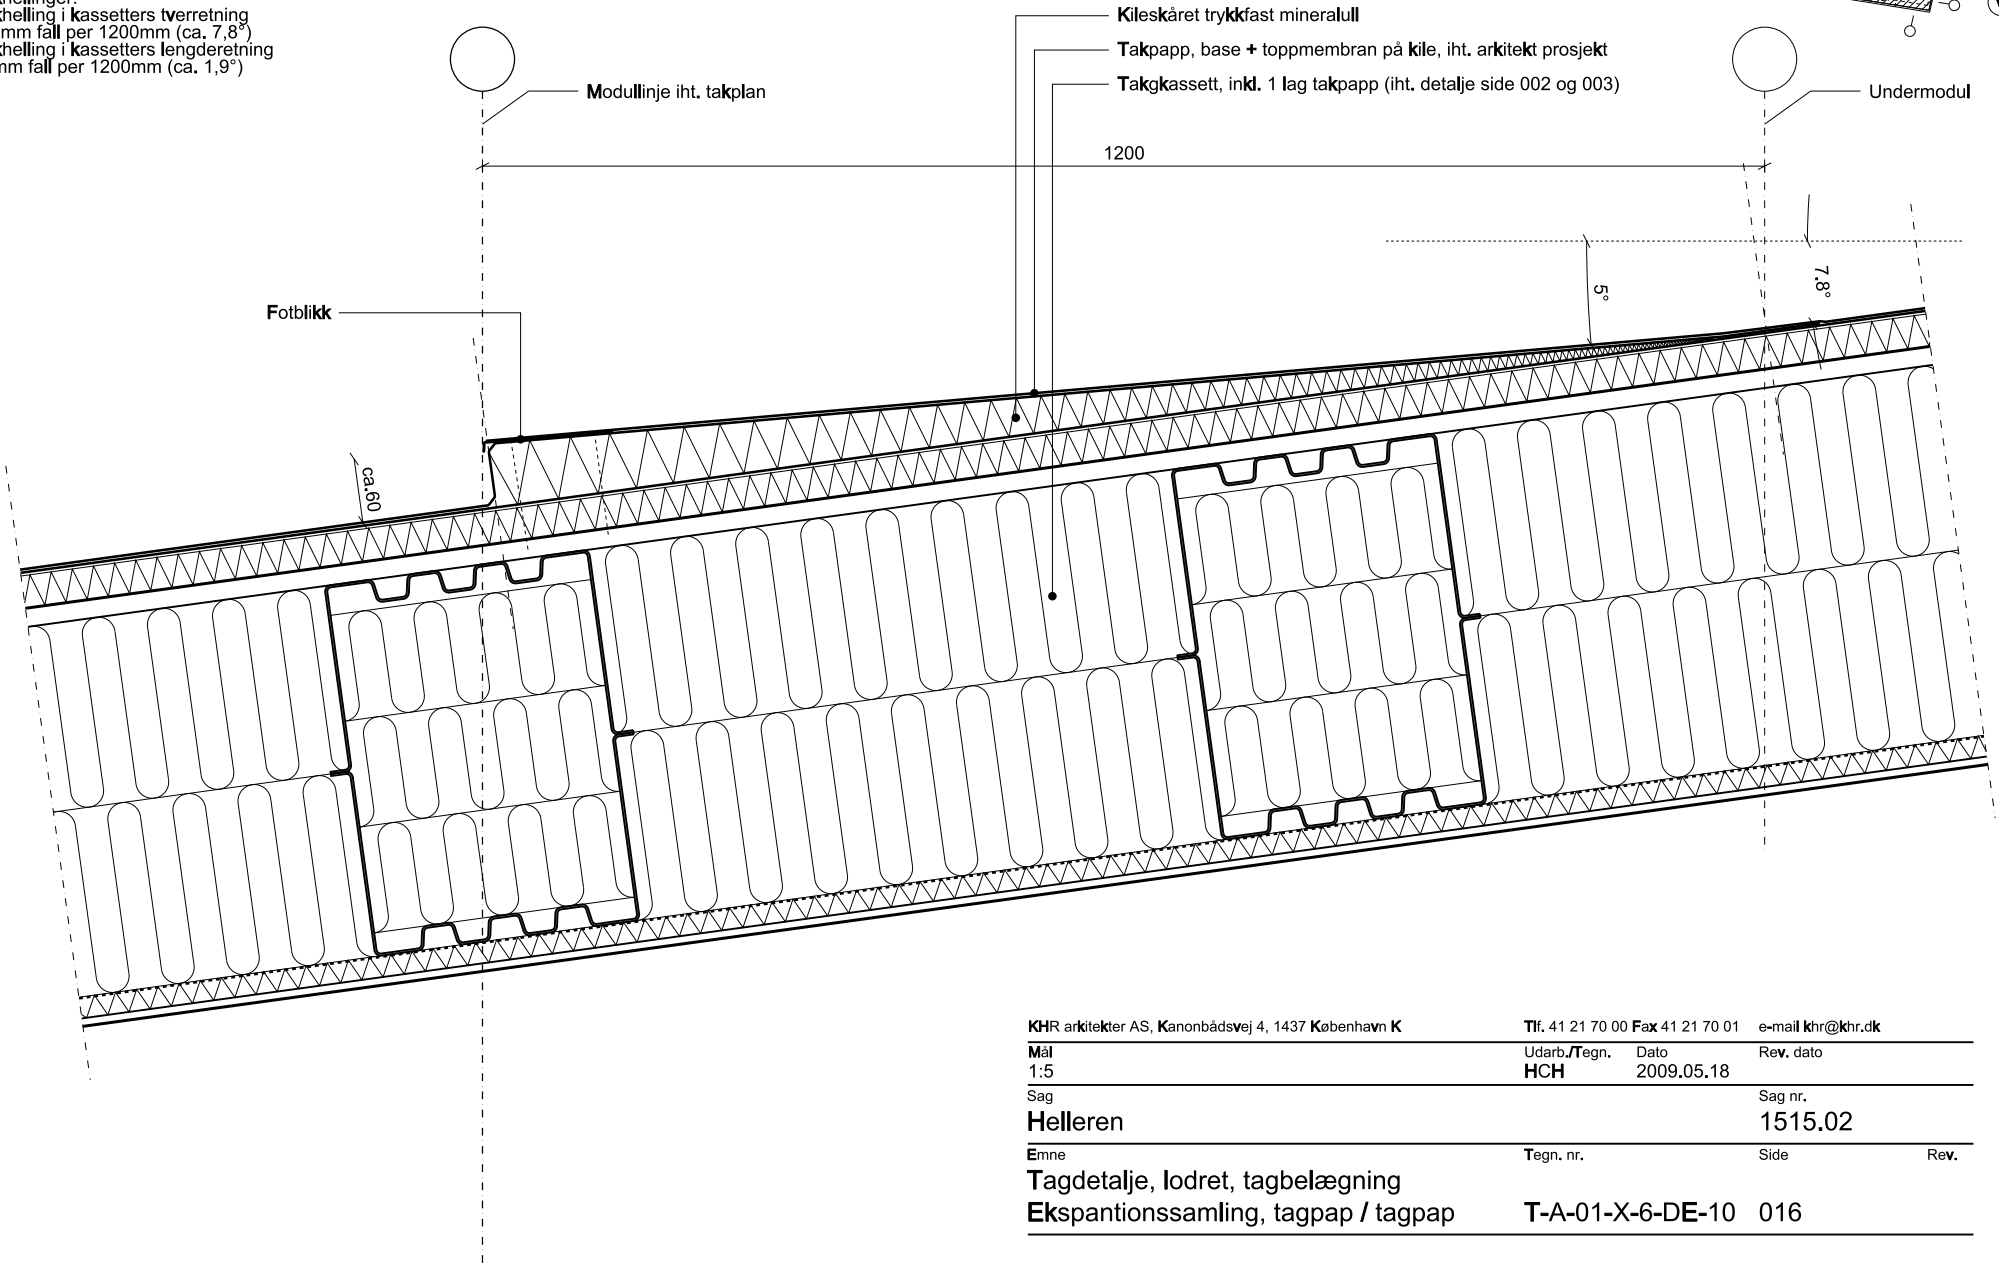 helling i kassetters tverretning
mm fall per 1200mm (ca. 7,8°)
helling i kassetters lengderetning
mm fall per 1200mm (ca. 1,9°)
Kileskåret trykkfast mineralull
Takpapp, base + toppmembran på kile, iht. arkitekt prosjekt
Takgkassett, inkl. 1 lag takpapp (iht. detalje side 002 og 003)
Modullinje iht. takplan
Undermodul
1200
5°
7.8°
Fotblikk
ca.60
KHR arkitekter AS, Kanonbådsvej 4, 1437 København K Tlf. 41 21 70 00 Fax 41 21 70 01 e-mail khr@khr.dk
Mål Udarb./Tegn. Dato Rev. dato
1:5 HCH 2009.05.18
Sag Sag nr.
Helleren 1515.02
Emne Tegn. nr. Side Rev.
Tagdetalje, lodret, tagbelægning
Ekspantionssamling, tagpap / tagpap T-A-01-X-6-DE-10 016